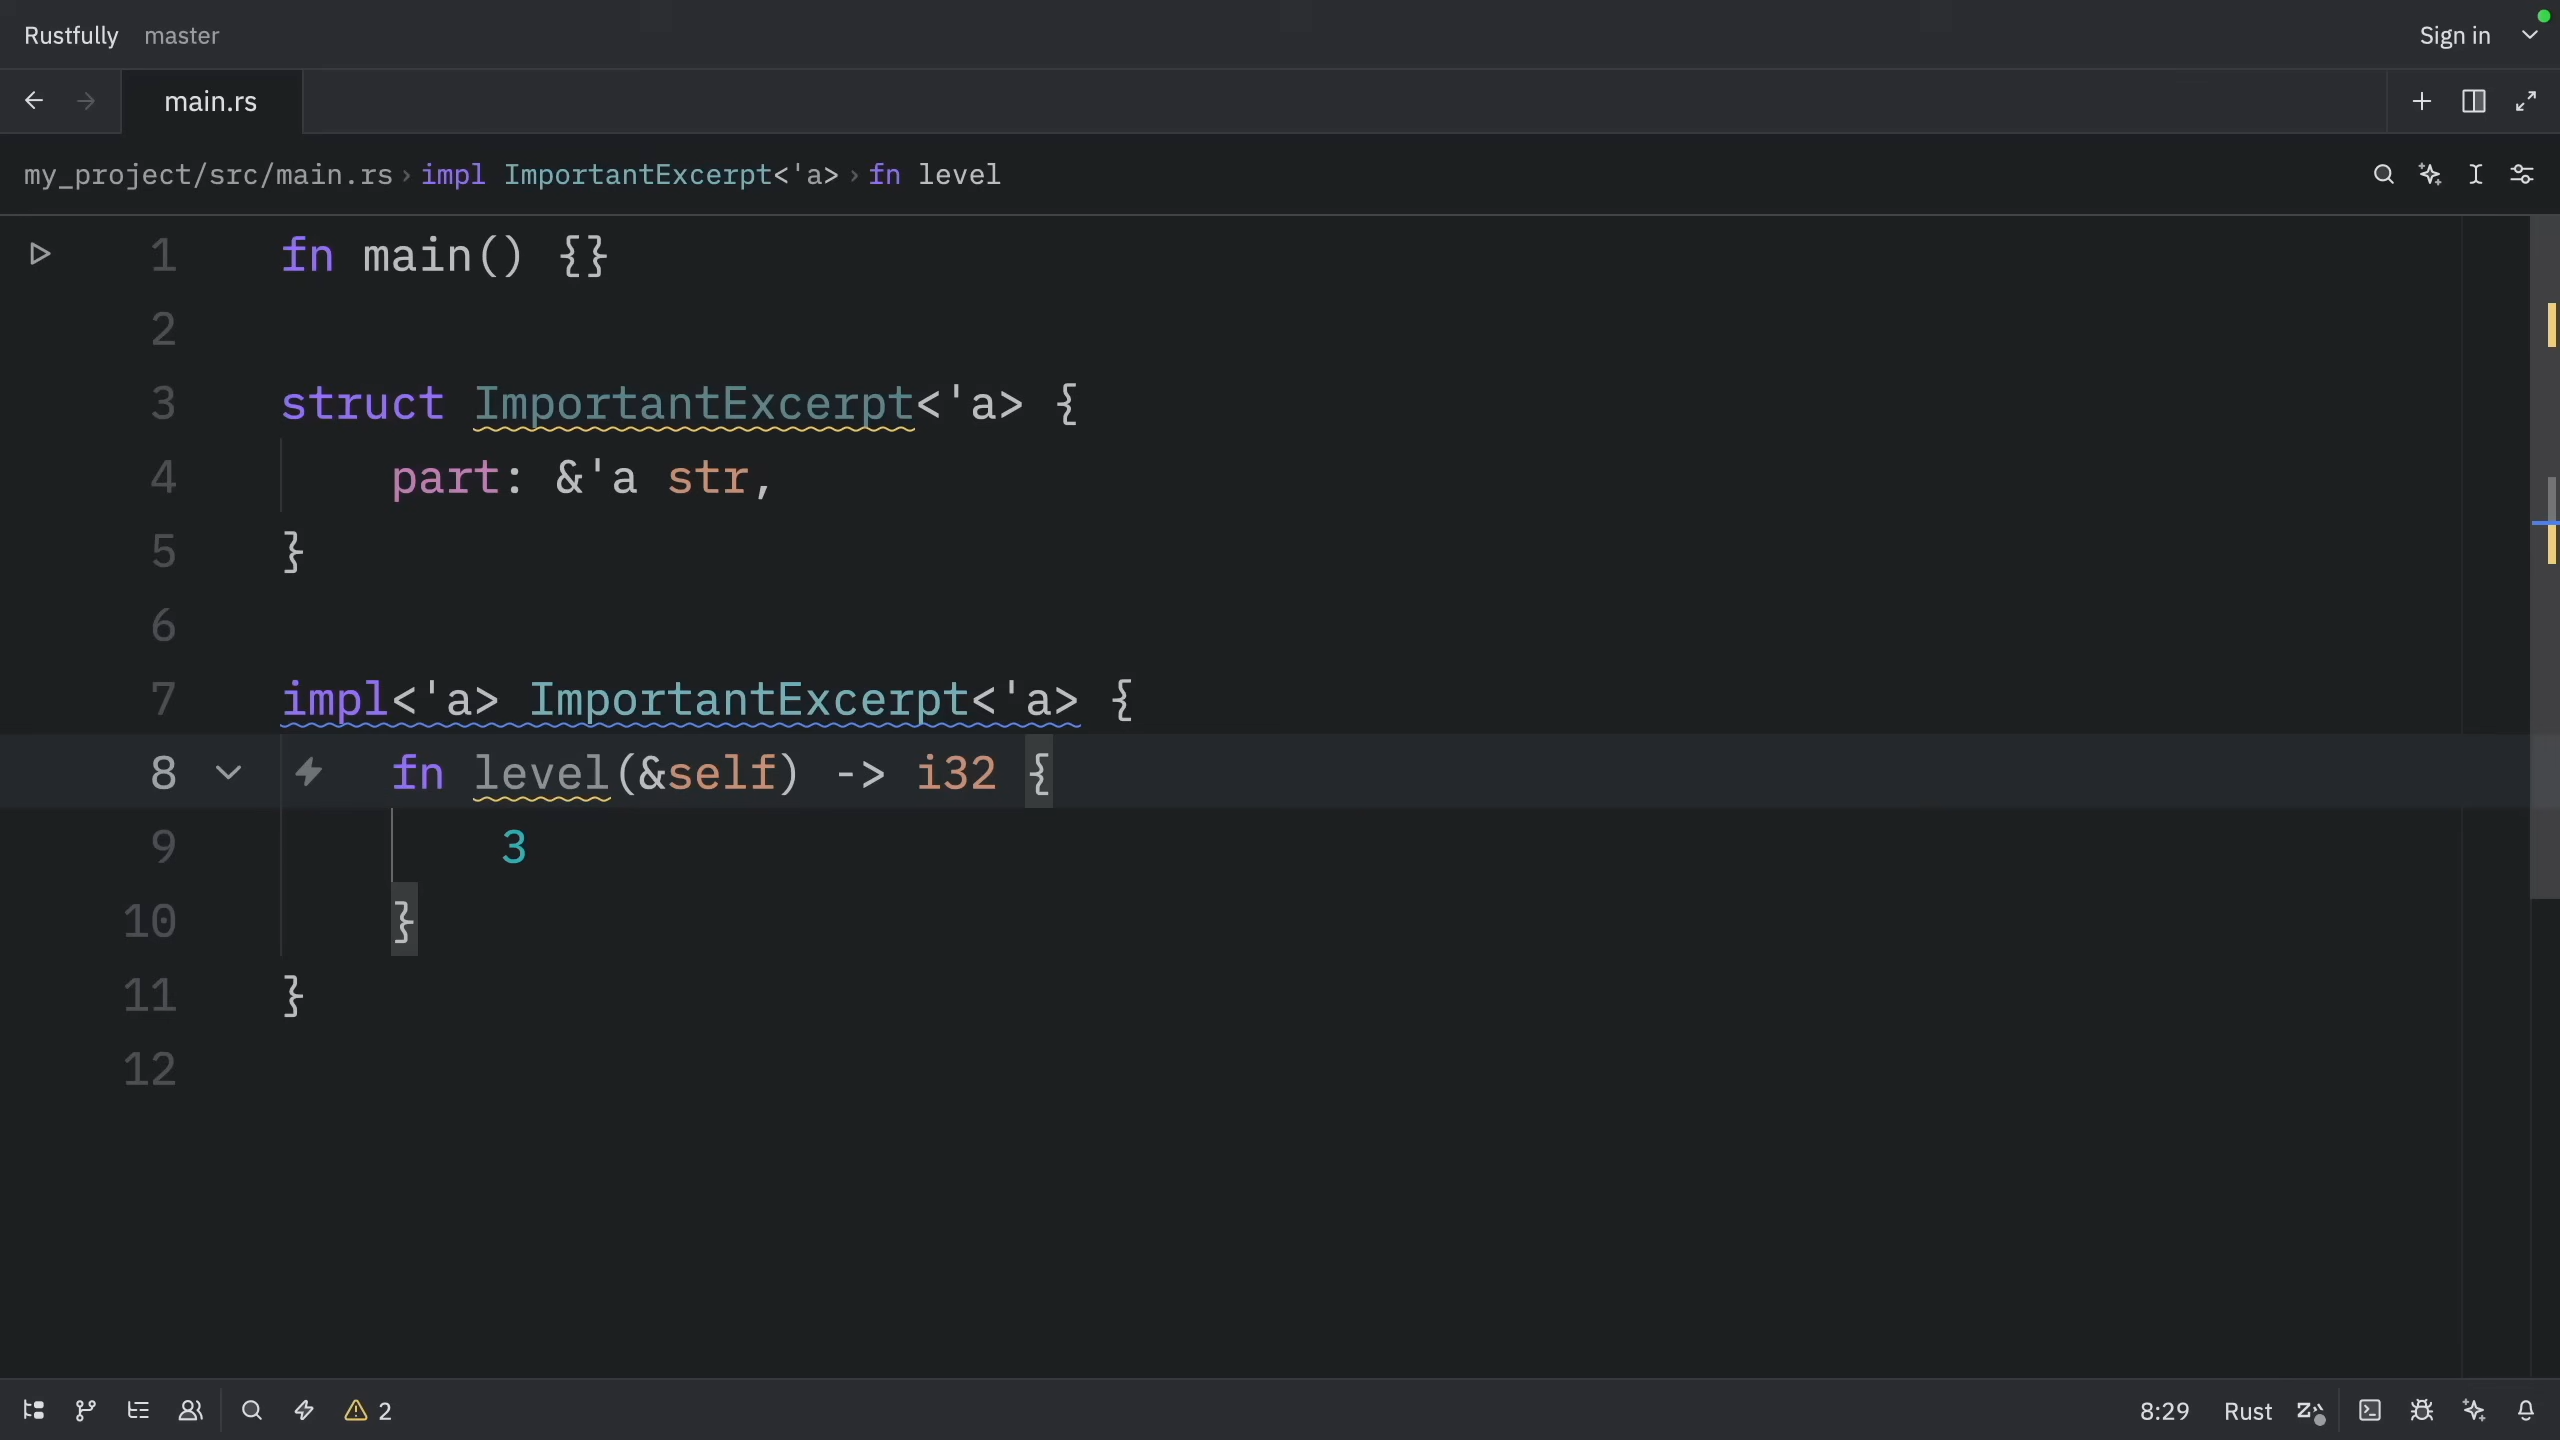 Rustfully master Sign in
main.rs
my_project/src/main.rs › impl ImportantExcerpt<'a> › fn level
1 fn main() {}
2
3 struct ImportantExcerpt<'a> {
4 part: &'a str,
5 }
6
7 impl<'a> ImportantExcerpt<'a> {
8 fn level(&self) -> i32 {
9 3
10 }
11 }
12
2 8:29 Rust